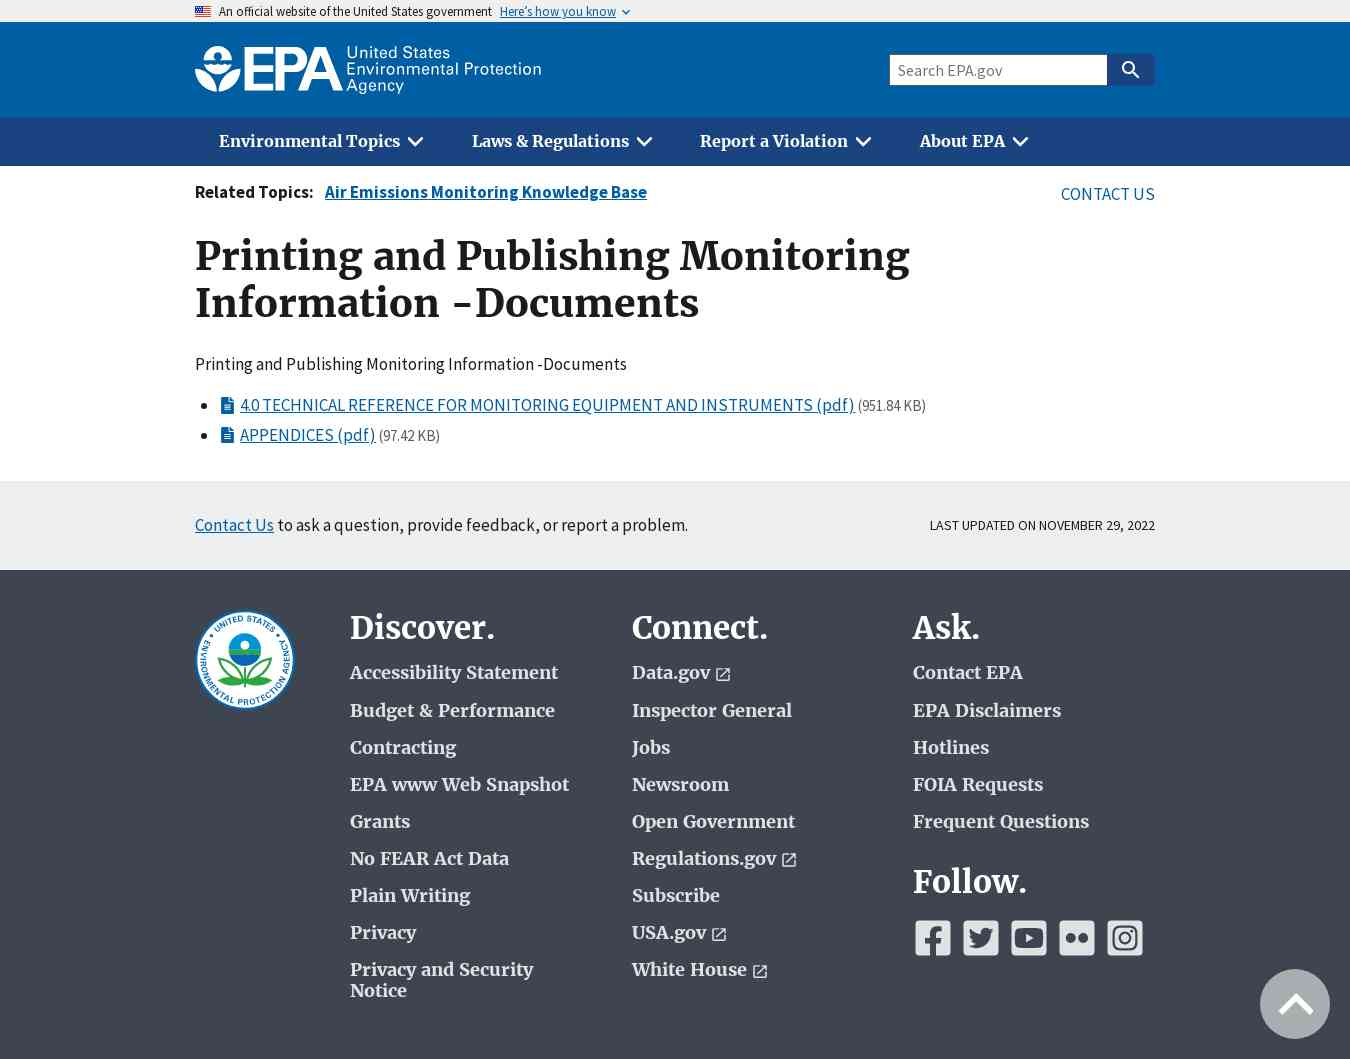 An official website of the United States government Here's how you know
EPA United States
Environmental Protection
Agency
Search EPA.gov
Environmental Topics Laws & Regulations Report a Violation About EPA
Related Topics: Air Emissions Monitoring Knowledge Base
CONTACT US
Printing and Publishing Monitoring
Information -Documents
Printing and Publishing Monitoring Information -Documents
4.0 TECHNICAL REFERENCE FOR MONITORING EQUIPMENT AND INSTRUMENTS (pdf) (951.84 KB)
APPENDICES (pdf) (97.42 KB)
Contact Us to ask a question, provide feedback, or report a problem.
LAST UPDATED ON NOVEMBER 29, 2022
UNITED STATES
ENVIRONMENTAL PROTECTION AGENCY
Discover.
Accessibility Statement
Budget & Performance
Contracting
EPA www Web Snapshot
Grants
No FEAR Act Data
Plain Writing
Privacy
Privacy and Security
Notice
Connect.
Data.gov
Inspector General
Jobs
Newsroom
Open Government
Regulations.gov
Subscribe
USA.gov
White House
Ask.
Contact EPA
EPA Disclaimers
Hotlines
FOIA Requests
Frequent Questions
Follow.